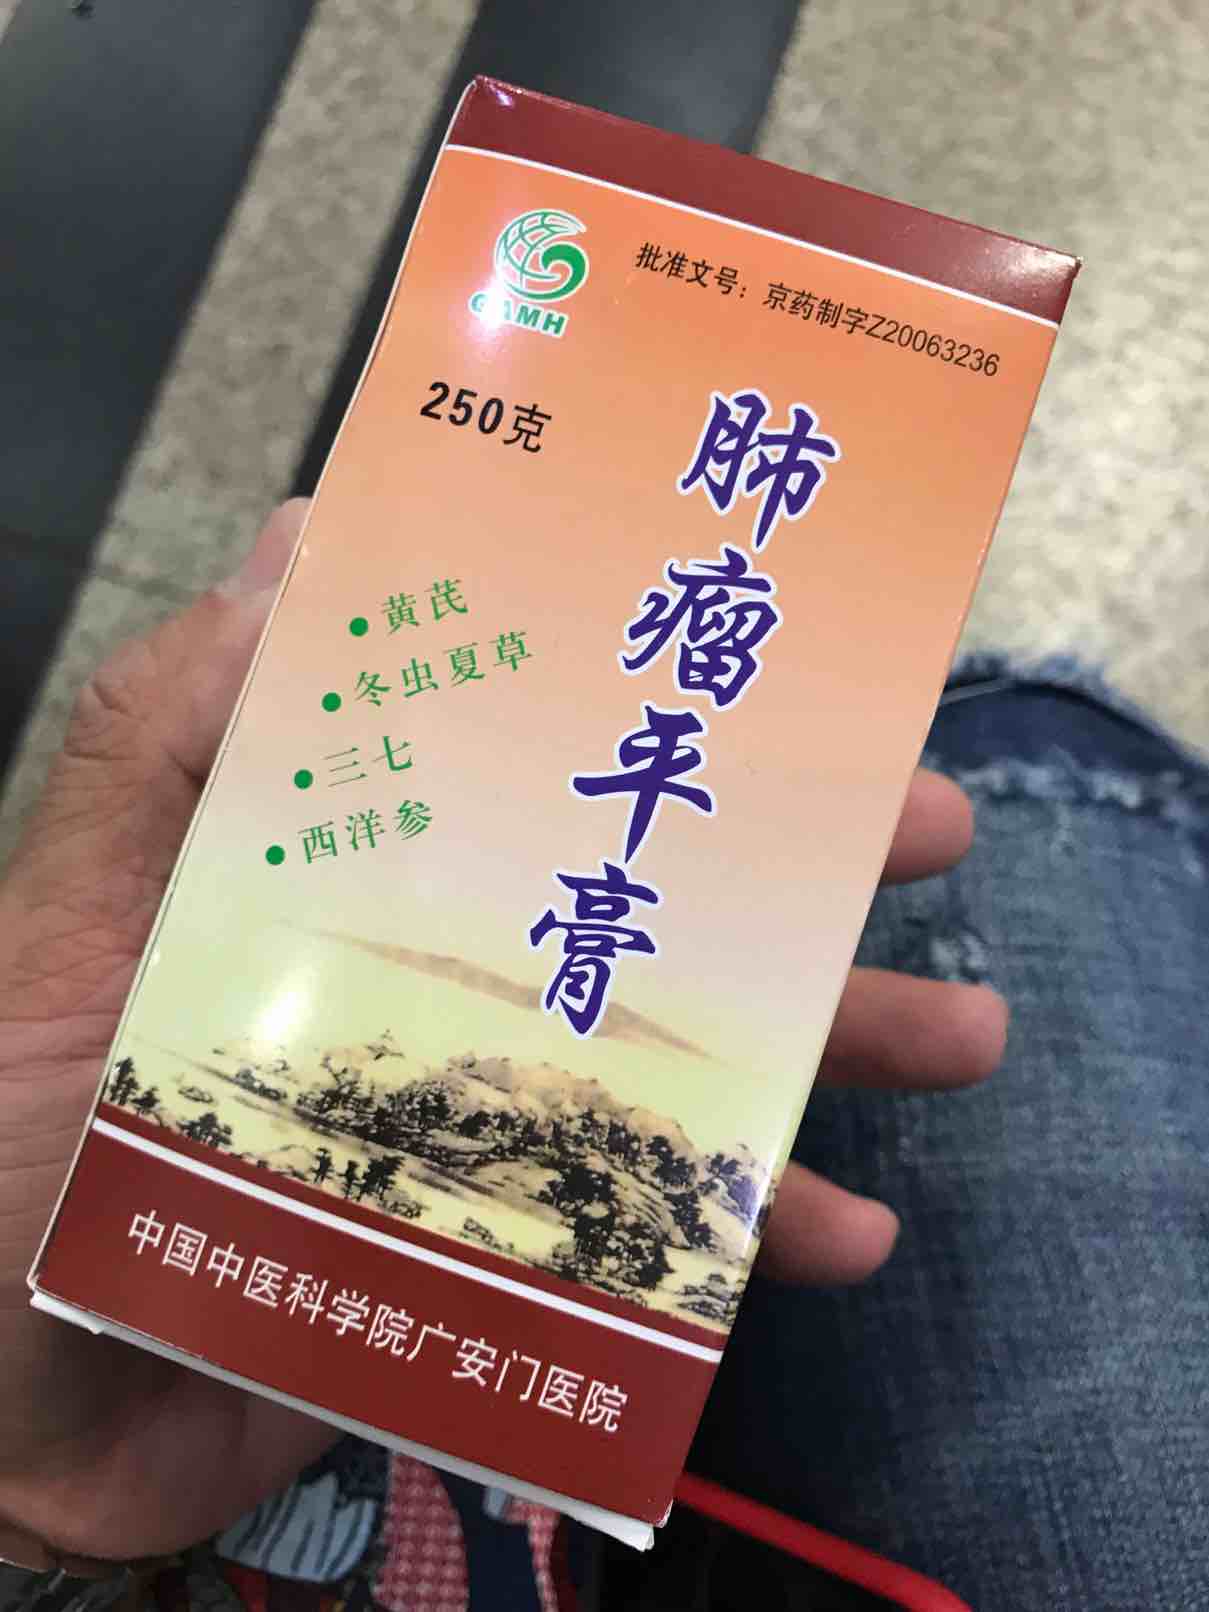 GAMH
批准文号：京药制字Z20063236
250克
肺瘤平膏
黄芪
冬虫夏草
三七
西洋参
中国中医科学院广安门医院